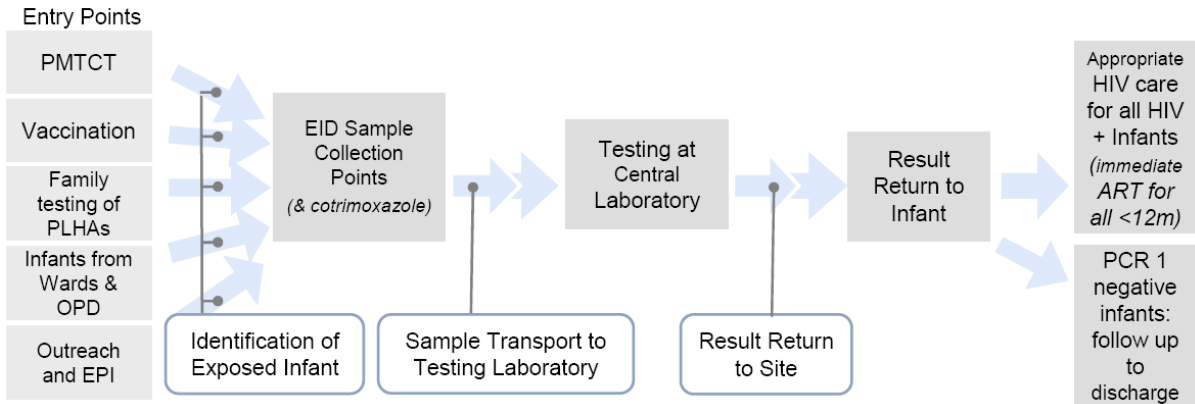 Entry Points
PMTCT
Vaccination
Family
testing of
PLHAs
Infants from
Wards &
OPD
Outreach
and EPI
EID Sample
Collection
Points
(& cotrimoxazole)
Testing at
Central
Laboratory
Result
Return to
Infant
Appropriate
HIV care
for all HIV
+ Infants
(immediate
ART for
all <12m)
PCR 1
negative
infants:
follow up
to
discharge
Identification of
Exposed Infant
Sample Transport to
Testing Laboratory
Result Return
to Site